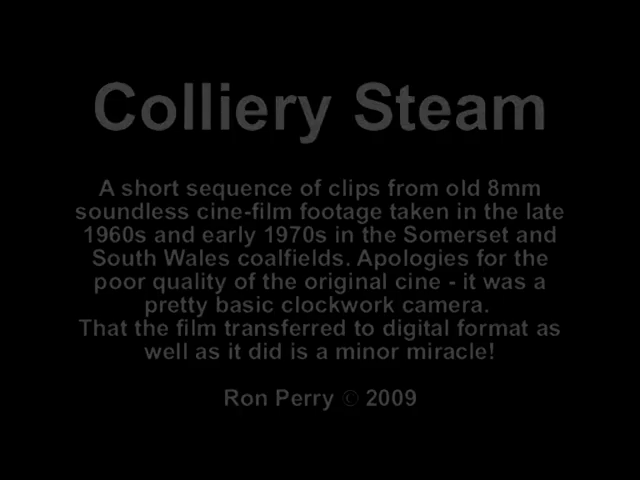 Colliery Steam
A short sequence of clips from old 8mm
soundless cine-film footage taken in the late
1960s and early 1970s in the Somerset and
South Wales coalfields. Apologies for the
poor quality of the original cine - it was a
pretty basic clockwork camera.
That the film transferred to digital format as
well as it did is a minor miracle!
Ron Perry © 2009